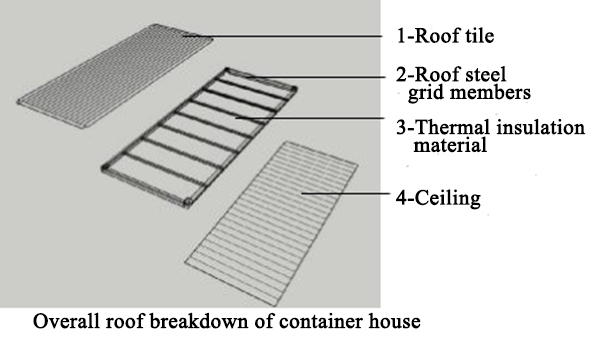 1-Roof tile
2-Roof steel
grid members
3-Thermal insulation
material
4-Ceiling
Overall roof breakdown of container house